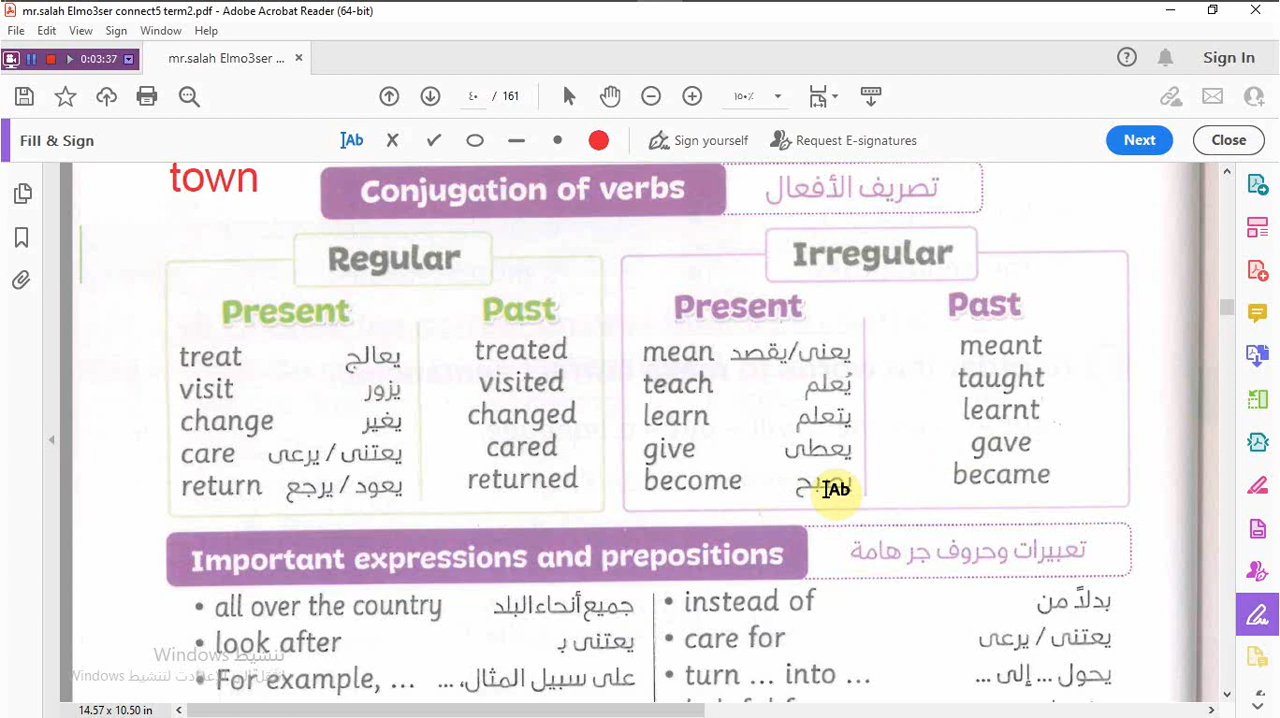 mr.salah Elmo3ser connect5 term2.pdf - Adobe Acrobat Reader (64-bit)
File Edit View Sign Window Help
0:03:37
mr.salah Elmo3ser ... ×
Sign In
٤٠ / 161
١٥٠٪
Fill & Sign
Ab
Sign yourself
Request E-signatures
Next
Close
town
Conjugation of verbs تصريف الأفعال
Regular
Present Past
treat يعالج treated
visit يزور visited
change يغير changed
care يعتنى / يرعى cared
return يعود / يرجع returned
Irregular
Present Past
mean يعنى/يقصد meant
teach يُعلم taught
learn يتعلم learnt
give يعطى gave
become became
Ab
Important expressions and prepositions تعبيرات وحروف جر هامة
• all over the country جميع أنحاء البلد
• look after يعتنى بـ
• For example, ... على سبيل المثال، ...
• instead of بدلاً من
• care for يعتنى / يرعى
• turn ... into ... يحول ... إلى ...
تنشيط Windows
14.57 x 10.50 in